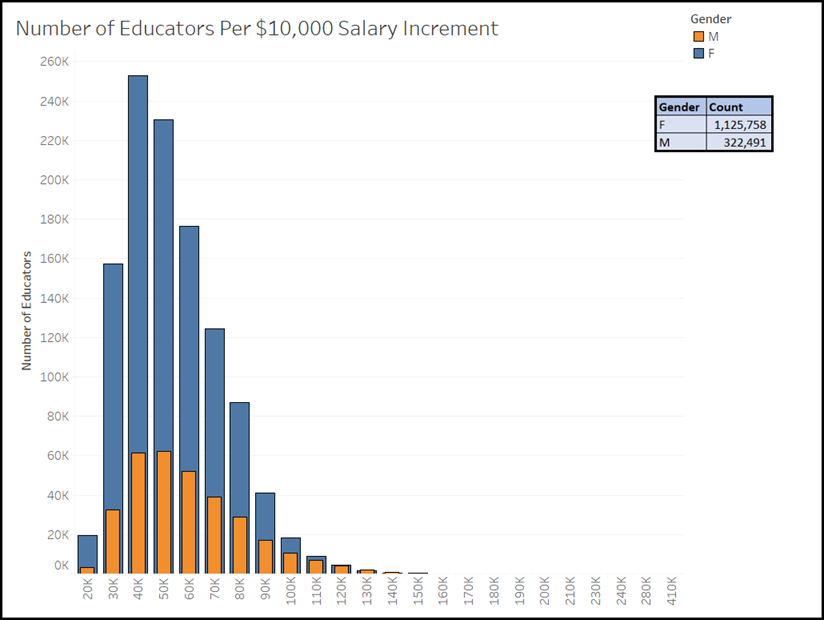 Number of Educators Per $10,000 Salary Increment
Gender
M
F
Gender Count
F 1,125,758
M 322,491
Number of Educators
260K
240K
220K
200K
180K
160K
140K
120K
100K
80K
60K
40K
20K
0K
20K 30K 40K 50K 60K 70K 80K 90K 100K 110K 120K 130K 140K 150K 160K 170K 180K 190K 200K 210K 230K 240K 280K 410K